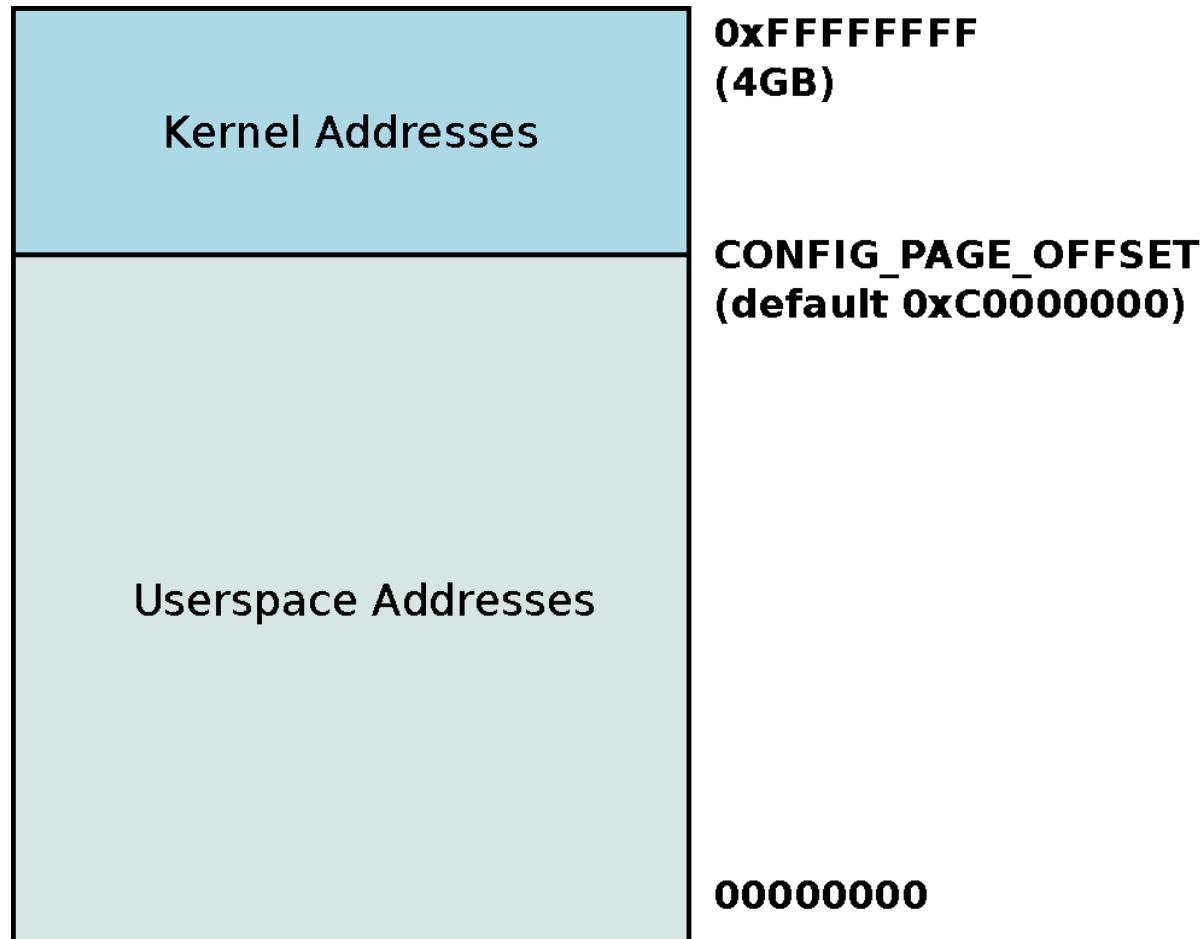 0xFFFFFFFF
(4GB)
Kernel Addresses
CONFIG_PAGE_OFFSET
(default 0xC0000000)
Userspace Addresses
00000000